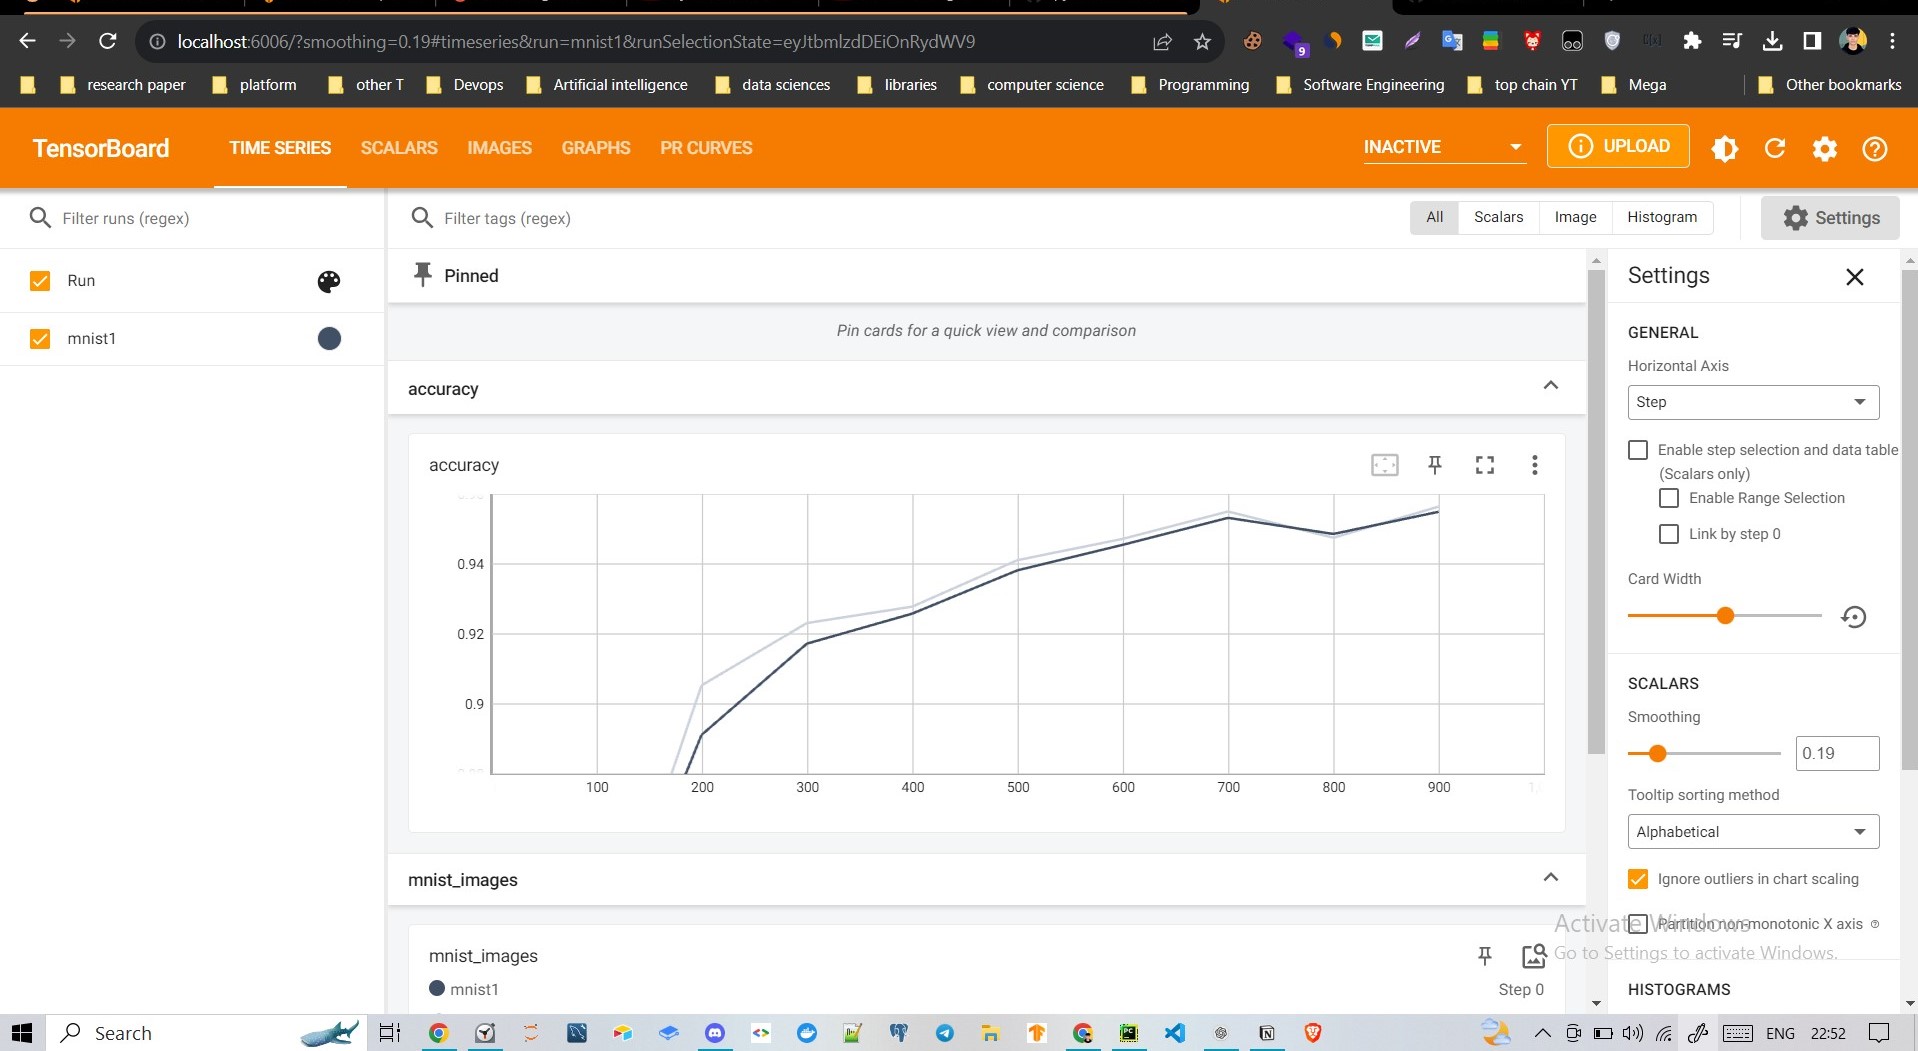 localhost:6006/?smoothing=0.19#timeseries&run=mnist1&runSelectionState=eyJtbmlzdDEiOnRydWV9
9
research paper platform other T Devops Artificial intelligence data sciences libraries computer science Programming Software Engineering top chain YT Mega Other bookmarks
TensorBoard TIME SERIES SCALARS IMAGES GRAPHS PR CURVES INACTIVE UPLOAD
Filter runs (regex)
Filter tags (regex)
All Scalars Image Histogram Settings
Run
mnist1
Pinned
Pin cards for a quick view and comparison
accuracy
accuracy
0.94
0.92
0.9
100 200 300 400 500 600 700 800 900
mnist_images
mnist_images
mnist1 Step 0
Settings
GENERAL
Horizontal Axis
Step
Enable step selection and data table
(Scalars only)
Enable Range Selection
Link by step 0
Card Width
SCALARS
Smoothing
0.19
Tooltip sorting method
Alphabetical
Ignore outliers in chart scaling
Partition non-monotonic X axis
HISTOGRAMS
Activate Windows
Go to Settings to activate Windows.
Search ENG 22:52